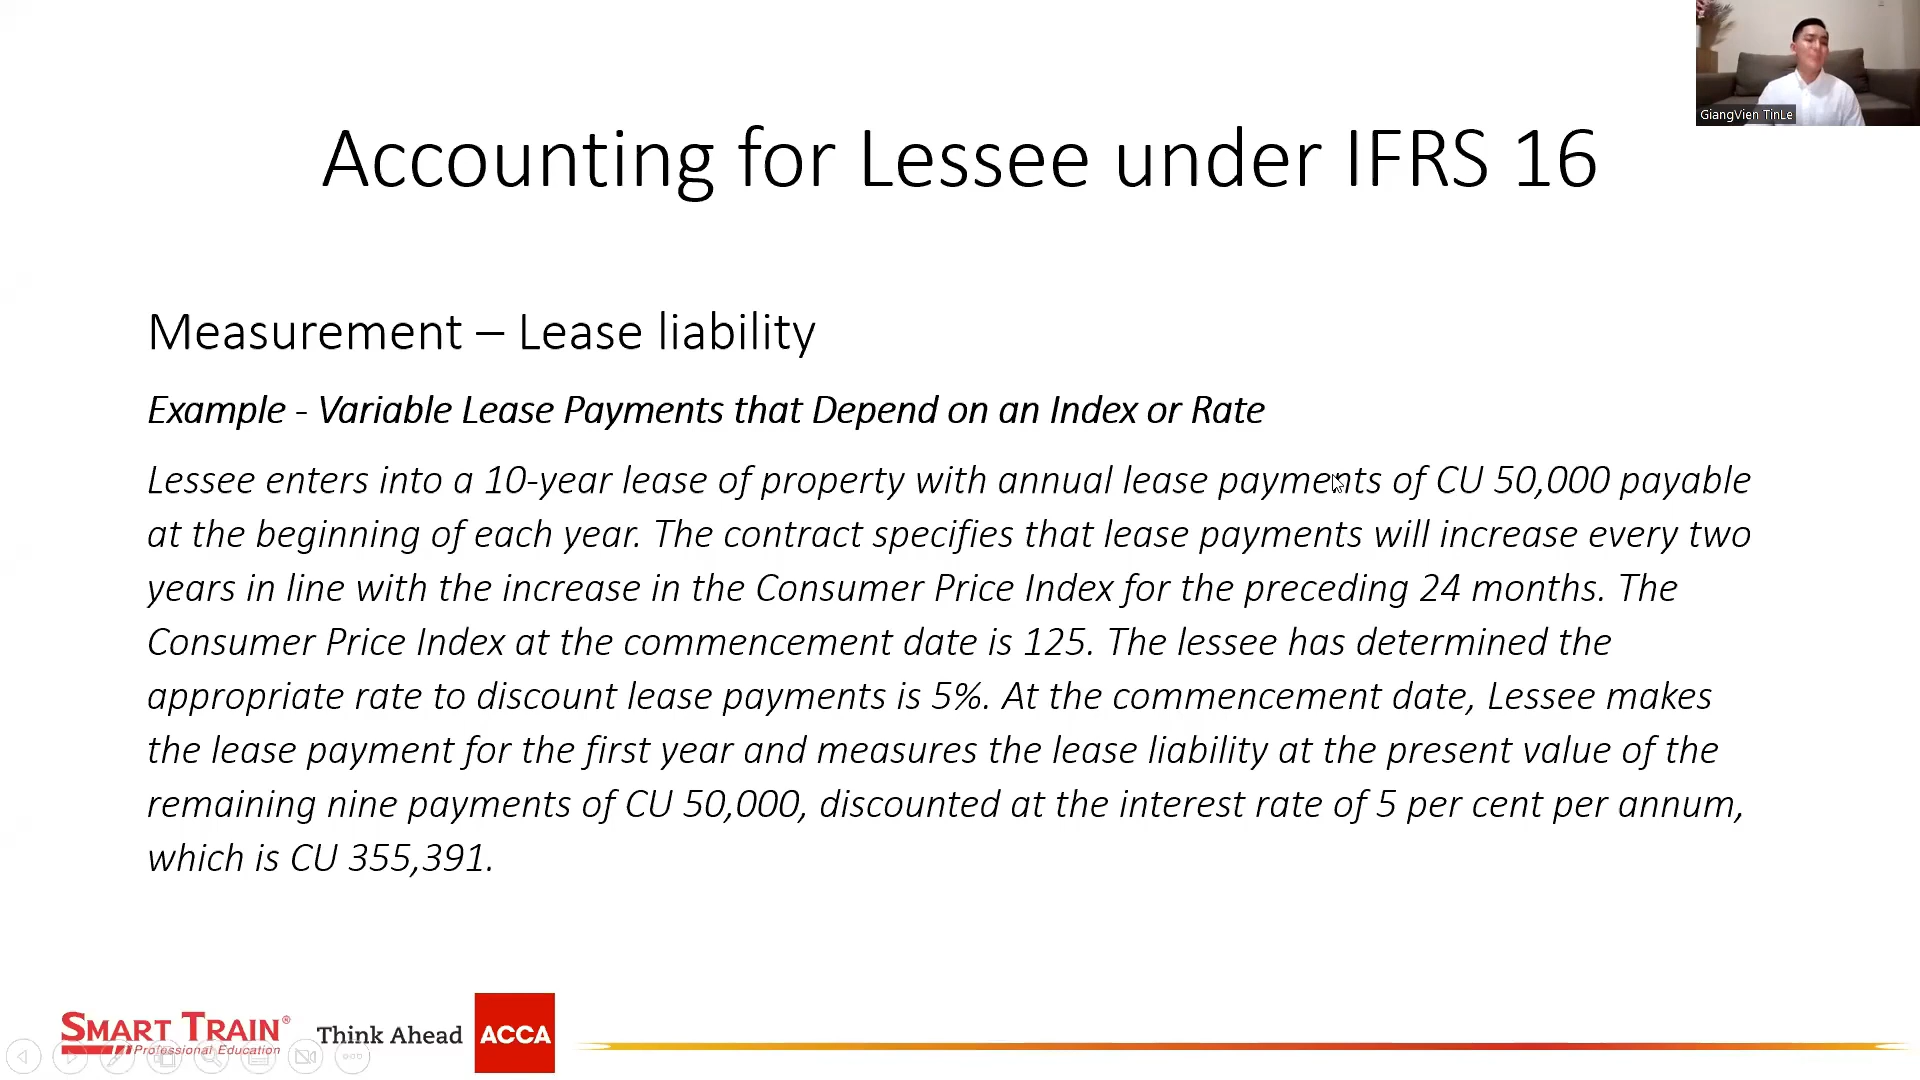 GiangVien TinLe
Accounting for Lessee under IFRS 16
Measurement – Lease liability
Example - Variable Lease Payments that Depend on an Index or Rate
Lessee enters into a 10-year lease of property with annual lease payments of CU 50,000 payable
at the beginning of each year. The contract specifies that lease payments will increase every two
years in line with the increase in the Consumer Price Index for the preceding 24 months. The
Consumer Price Index at the commencement date is 125. The lessee has determined the
appropriate rate to discount lease payments is 5%. At the commencement date, Lessee makes
the lease payment for the first year and measures the lease liability at the present value of the
remaining nine payments of CU 50,000, discounted at the interest rate of 5 per cent per annum,
which is CU 355,391.
SMART TRAIN®
Professional Education
Think Ahead
ACCA